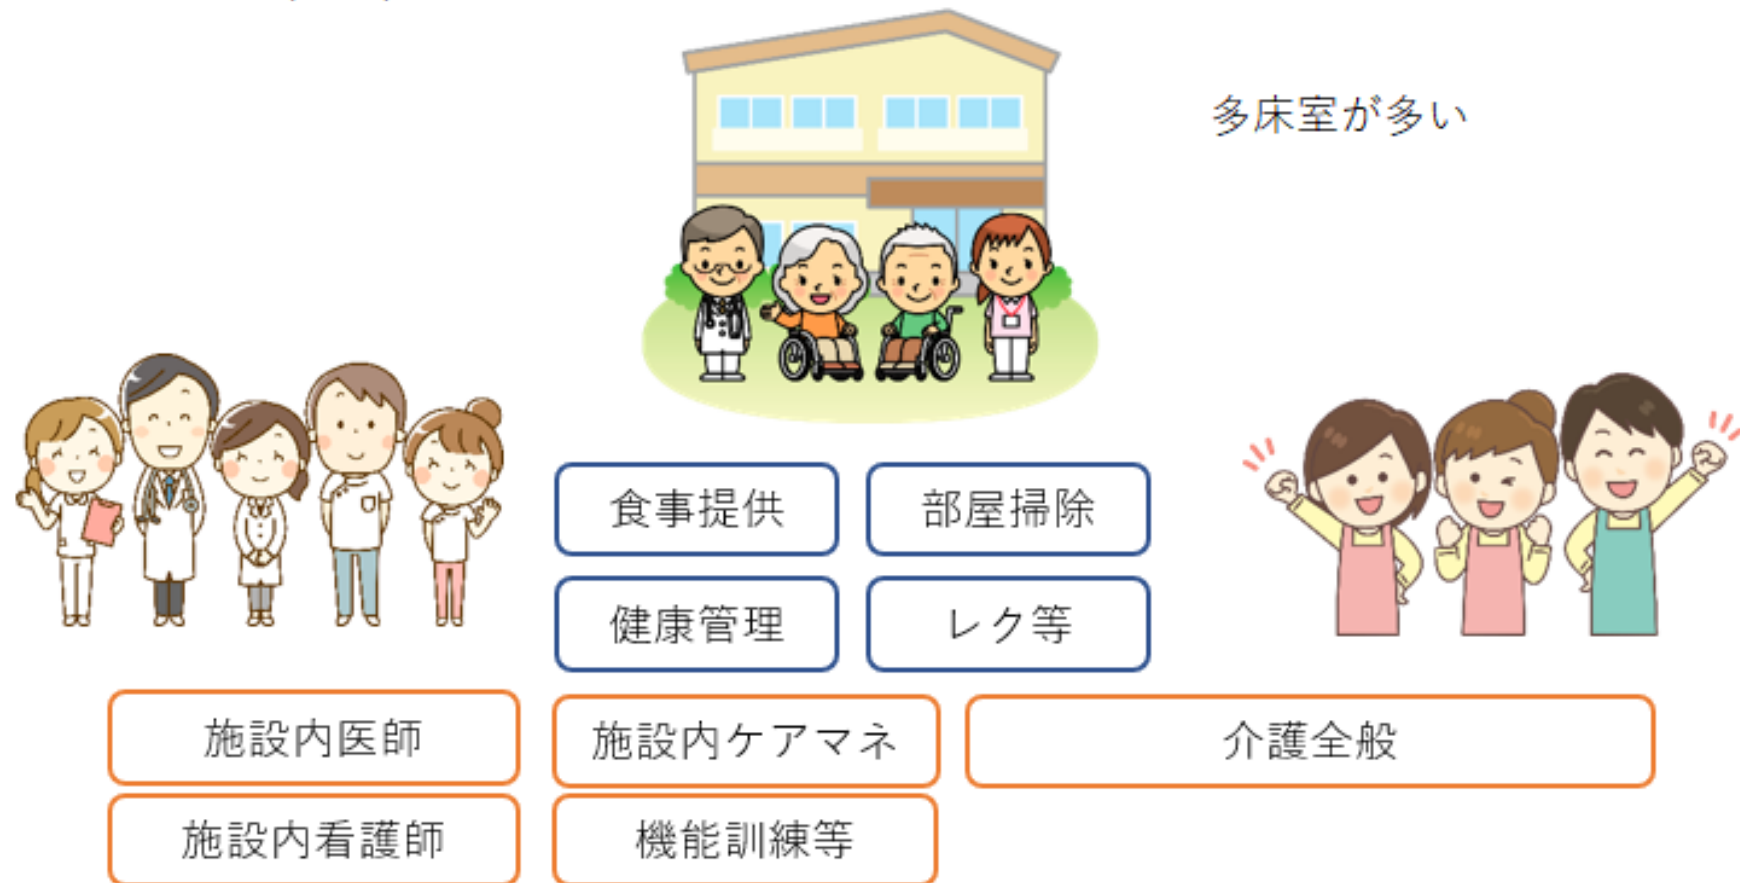 多床室が多い
食事提供
部屋掃除
健康管理
レク等
施設内医師
施設内ケアマネ
介護全般
施設内看護師
機能訓練等